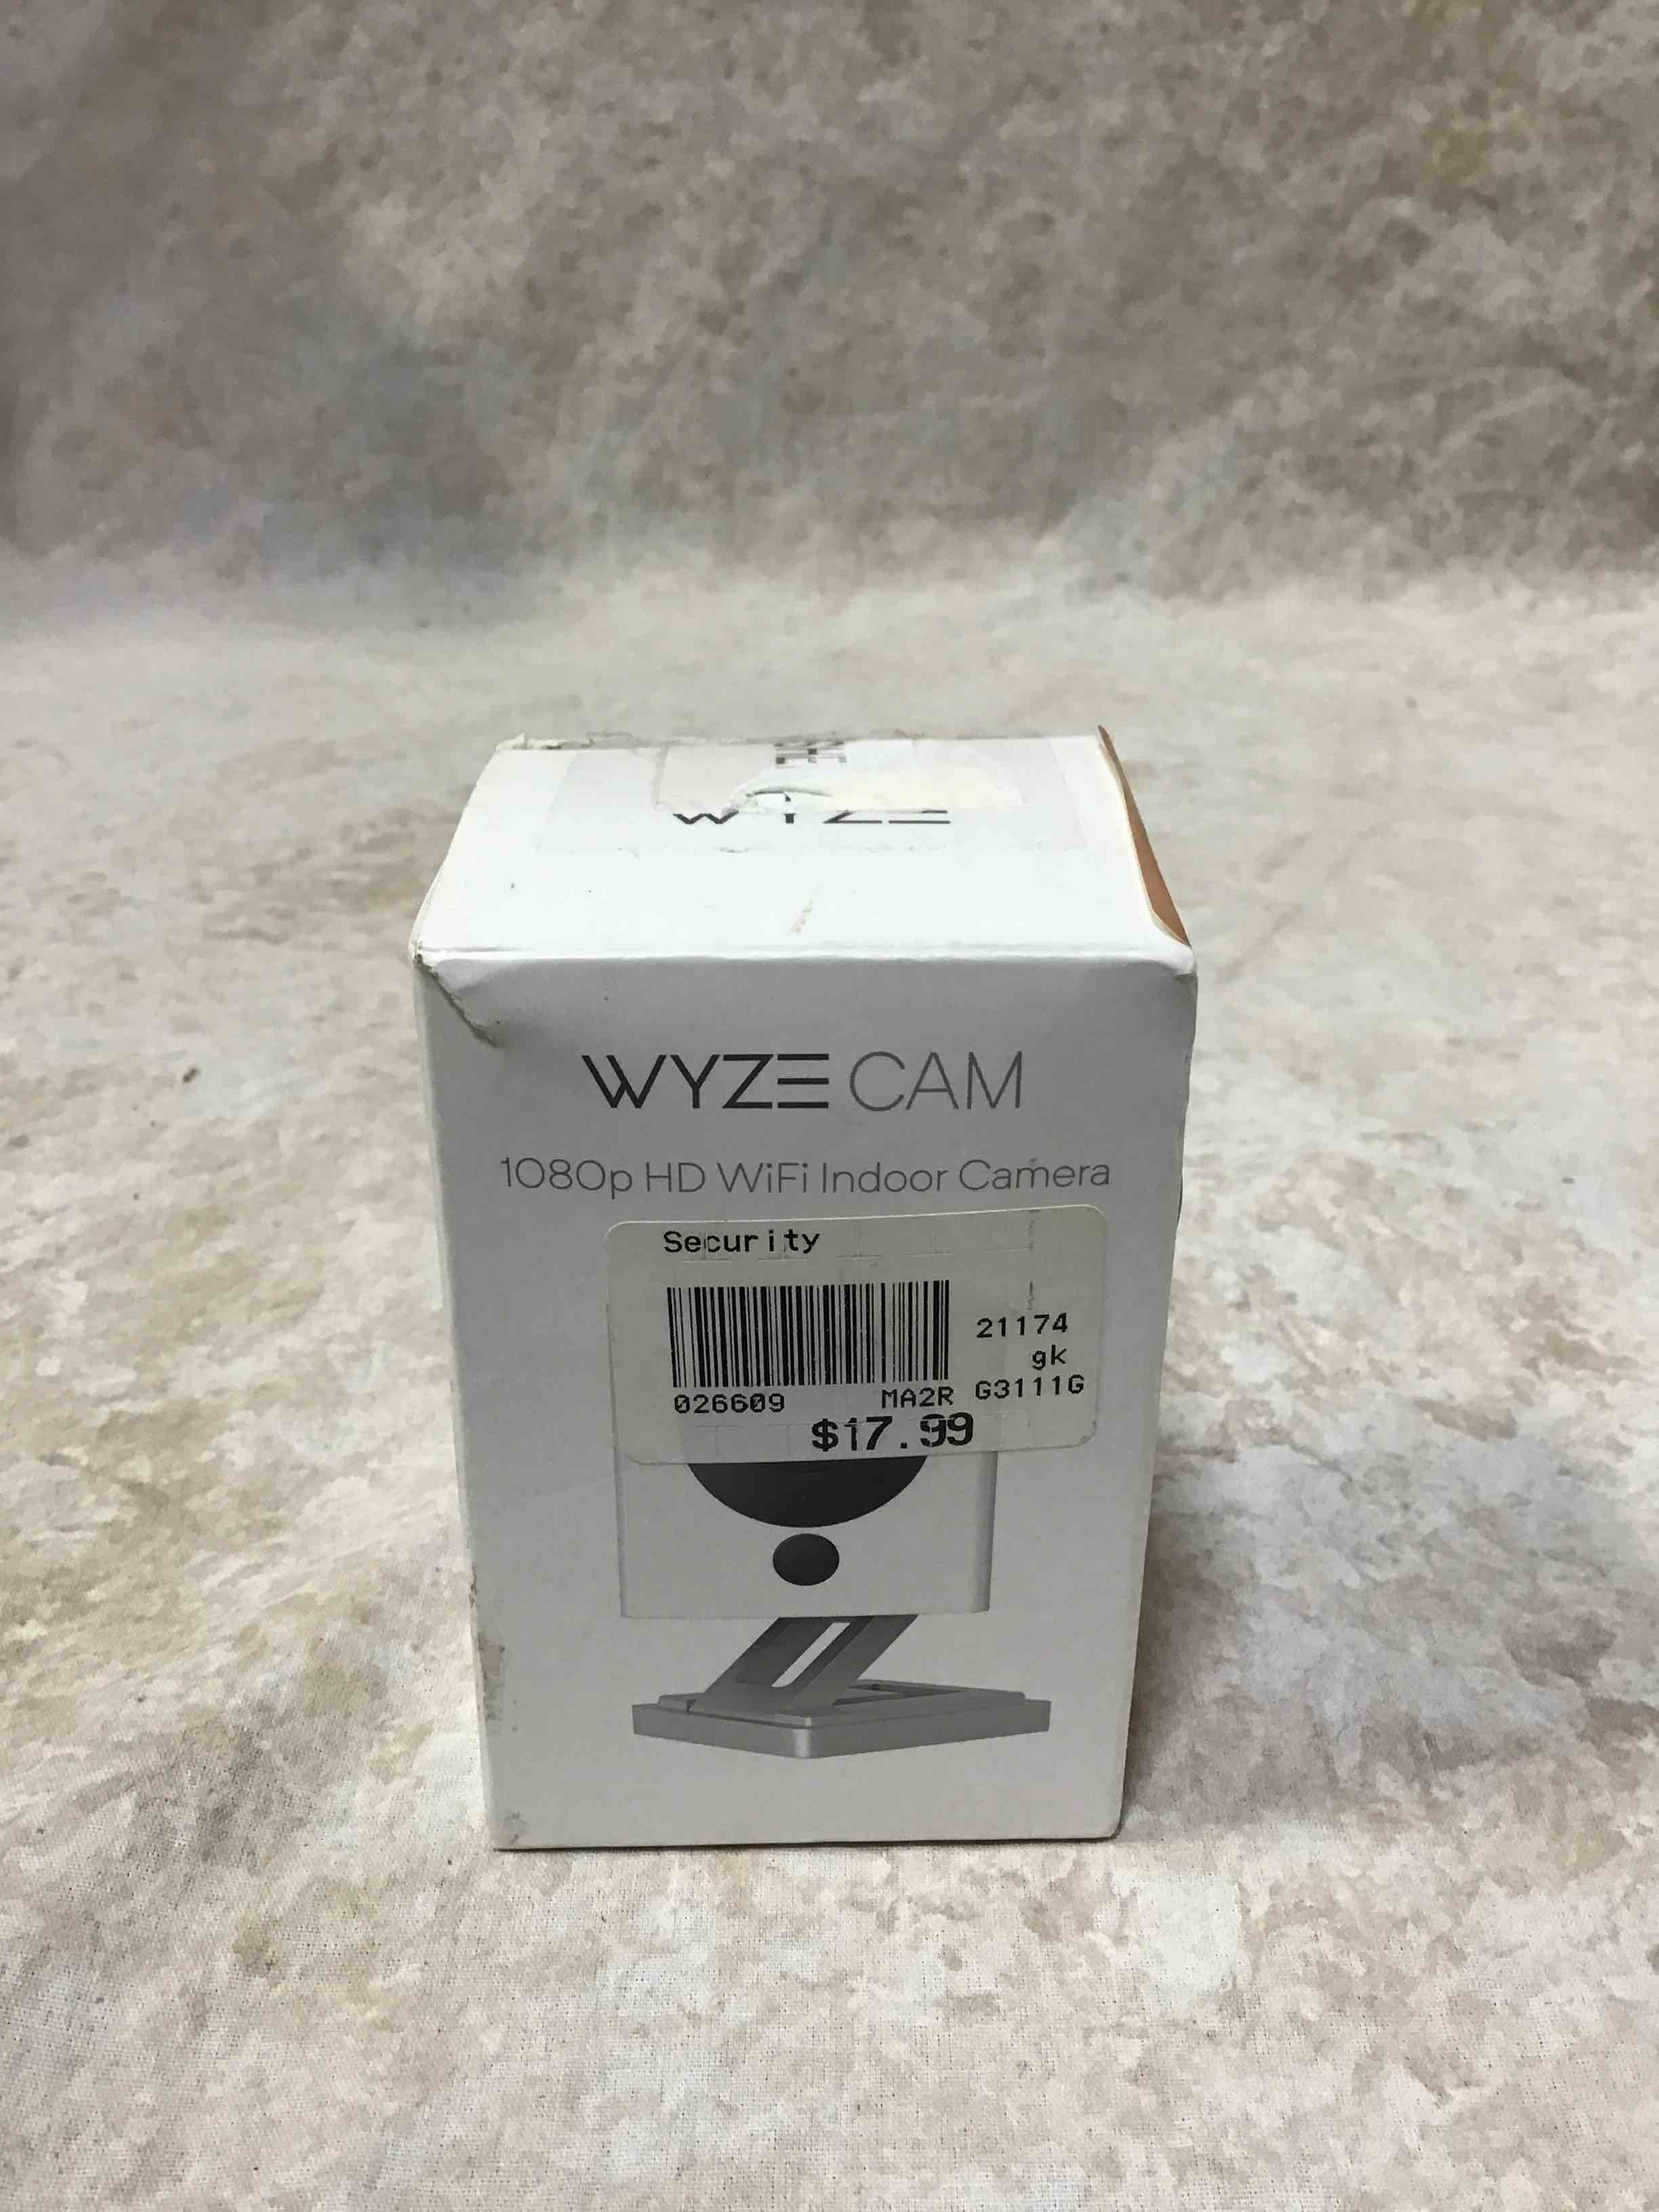 WYZE
WYZE CAM
1080p HD WiFi Indoor Camera
Security
21174
gk
026609 MA2R G3111G
$17.99